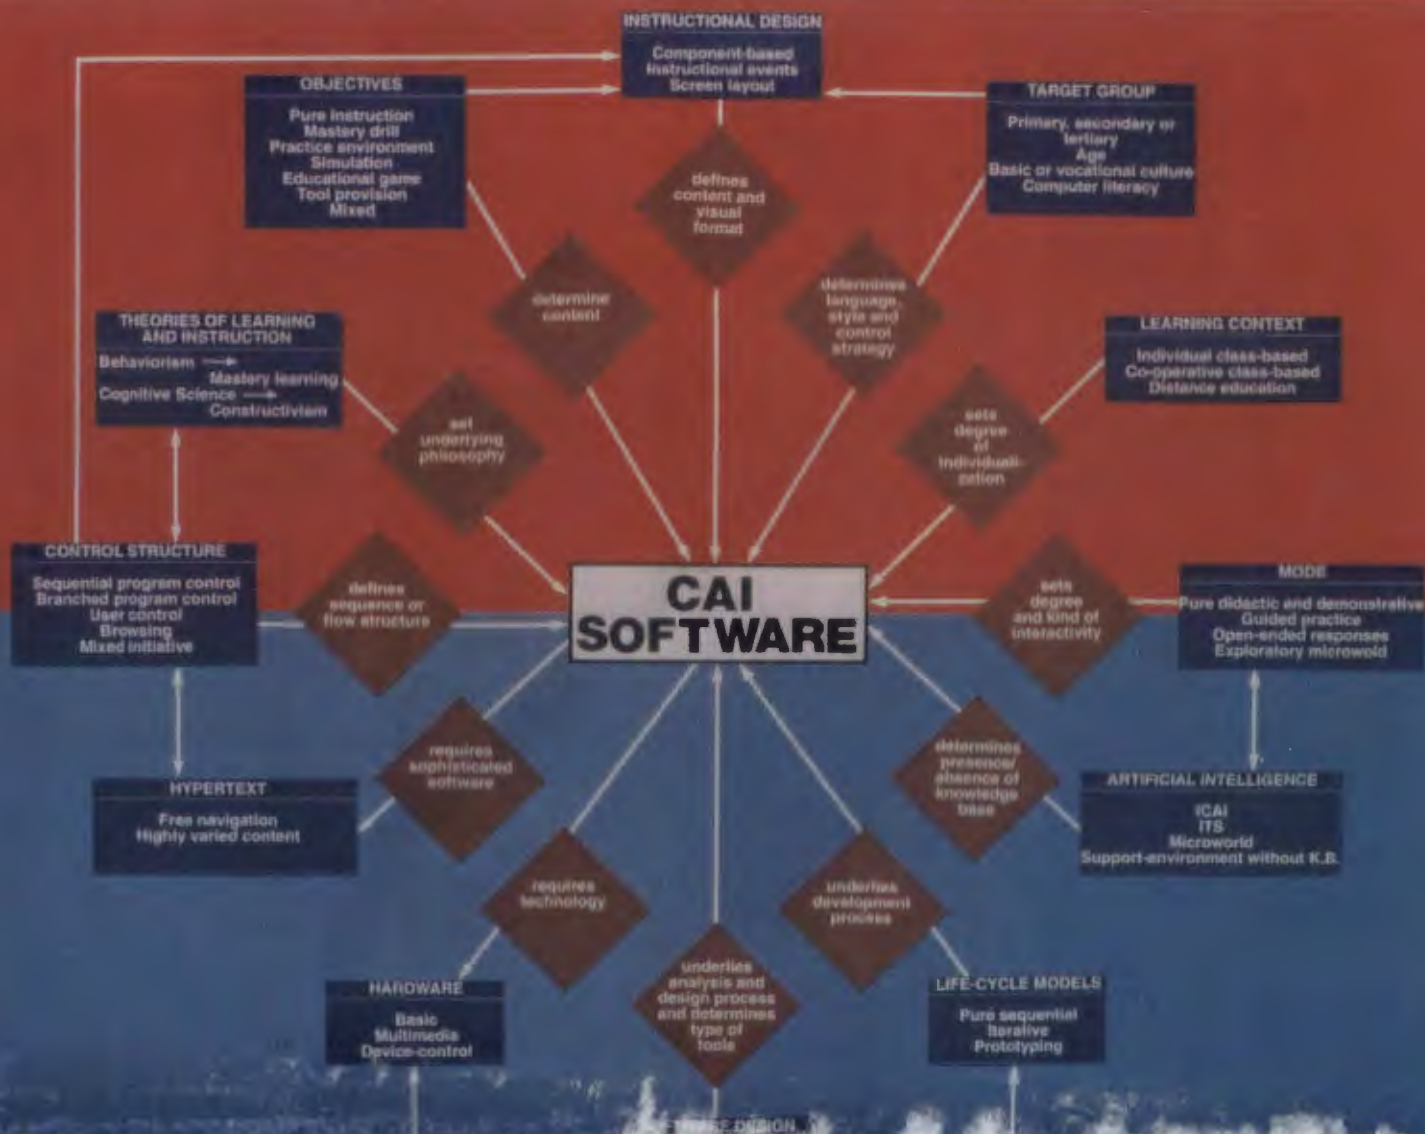 INSTRUCTIONAL DESIGN
Component-based
Instructional events
Screen layout
OBJECTIVES
Pure Instruction
Mastery drill
Practice environment
Simulation
Educational game
Tool provision
Mixed
TARGET GROUP
Primary, secondary or
tertiary
Age
Basic or vocational culture
Computer literacy
defines
content and
visual
format
determine
content
determines
language,
style and
control
strategy
THEORIES OF LEARNING
AND INSTRUCTION
Behaviorism
Mastery learning
Cognitive Science
Constructivism
LEARNING CONTEXT
Individual class-based
Co-operative class-based
Distance education
set
underlying
philosophy
sets
degree
of
individuali-
zation
CONTROL STRUCTURE
Sequential program control
Branched program control
User control
Browsing
Mixed initiative
defines
sequence or
flow structure
CAI
SOFTWARE
sets
degree
and kind of
interactivity
MODE
Pure didactic and demonstrative
Guided practice
Open-ended responses
Exploratory microwold
requires
sophisticated
software
determines
presence/
absence of
knowledge
base
HYPERTEXT
Free navigation
Highly varied content
ARTIFICIAL INTELLIGENCE
ICAI
ITS
Microworld
Support-environment without K.B.
requires
technology
underlies
development
process
HARDWARE
Basic
Multimedia
Device-control
underlies
analysis and
design process
and determines
type of
tools
LIFE-CYCLE MODELS
Pure sequential
Iterative
Prototyping
DESIGN